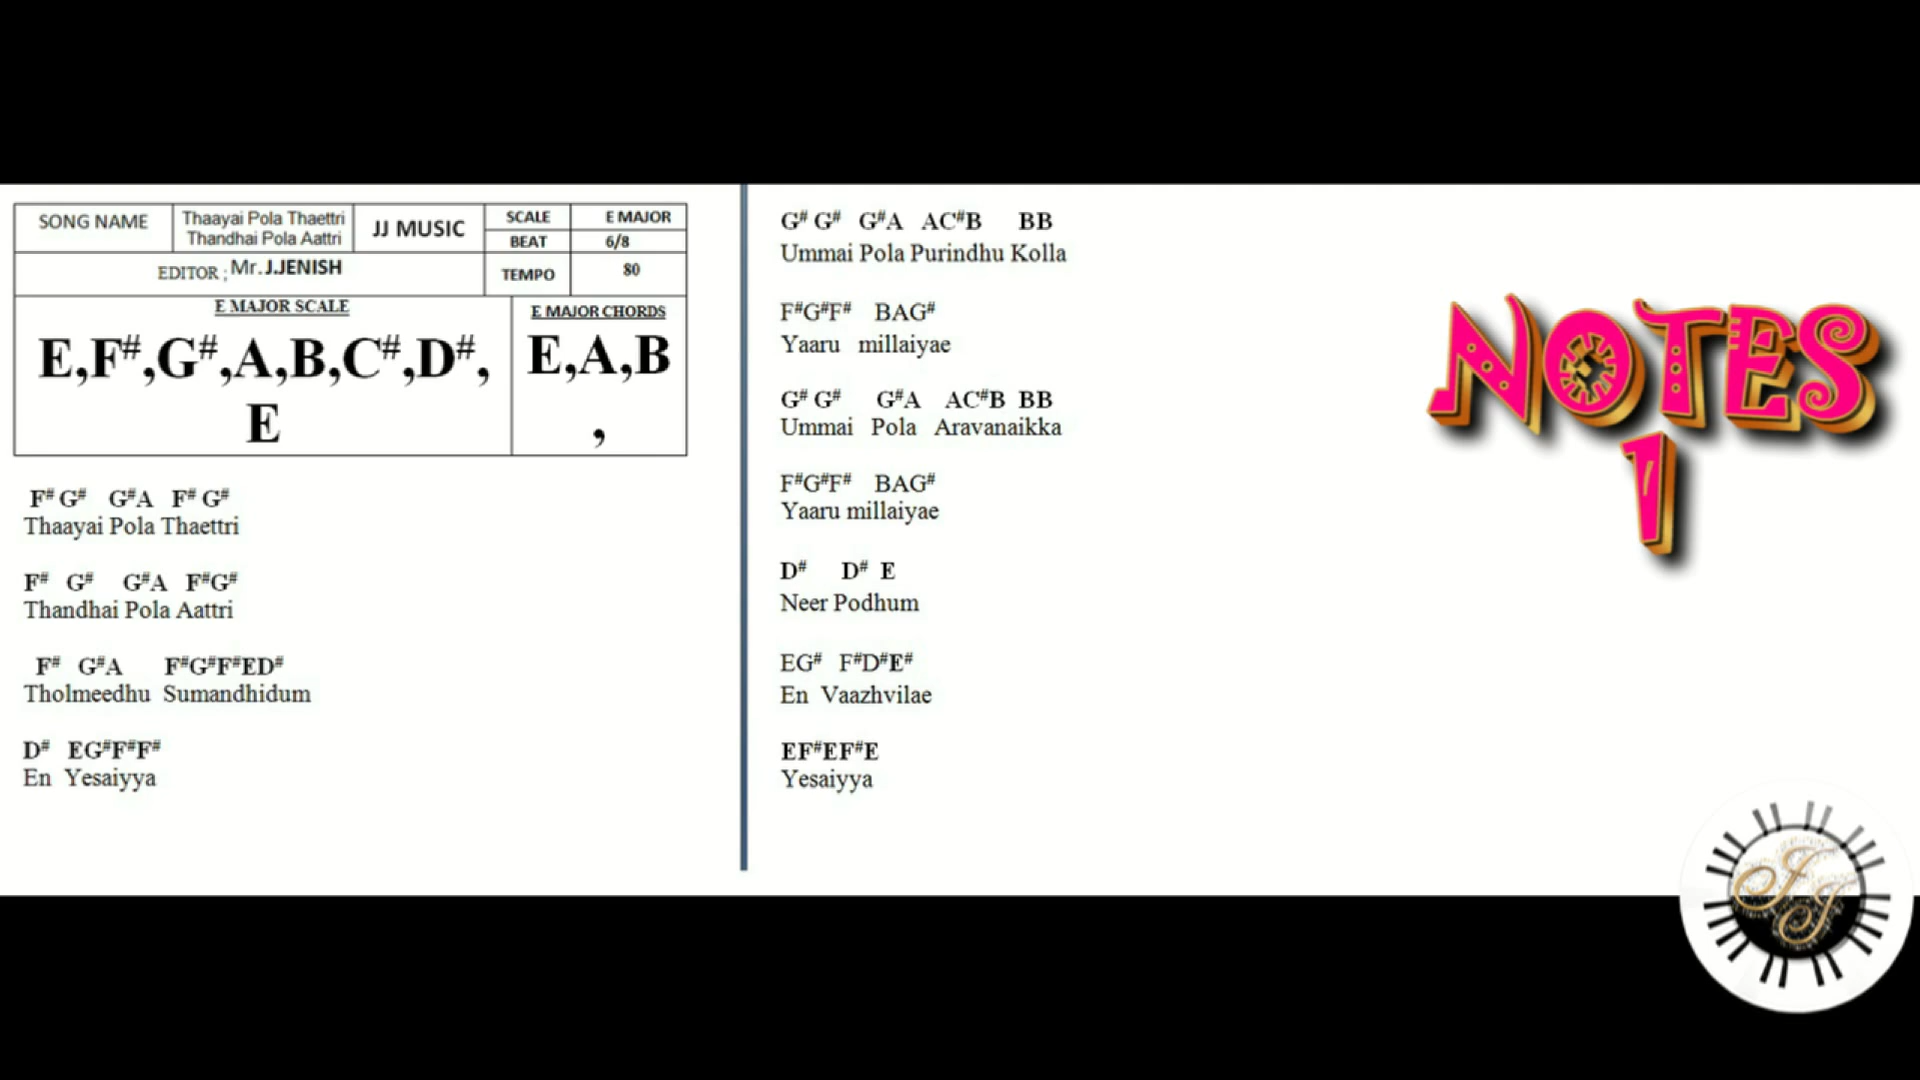 SONG NAME
Thaayai Pola Thaettri
Thandhai Pola Aattri
JJ MUSIC
SCALE
E MAJOR
BEAT
6/8
EDITOR ; Mr.J.JENISH
TEMPO
80
E MAJOR SCALE
E,F#,G#,A,B,C#,D#,
E
E MAJOR CHORDS
E,A,B
,
F# G# G#A F# G#
Thaayai Pola Thaettri
F# G# G#A F#G#
Thandhai Pola Aattri
F# G#A F#G#F#ED#
Tholmeedhu Sumandhidum
D# EG#F#F#
En Yesaiyya
G# G# G#A AC#B BB
Ummai Pola Purindhu Kolla
F#G#F# BAG#
Yaaru millaiyae
G# G# G#A AC#B BB
Ummai Pola Aravanaikka
F#G#F# BAG#
Yaaru millaiyae
D# D# E
Neer Podhum
EG# F#D#E#
En Vaazhvilae
EF#EF#E
Yesaiyya
NOTES
1
JJ